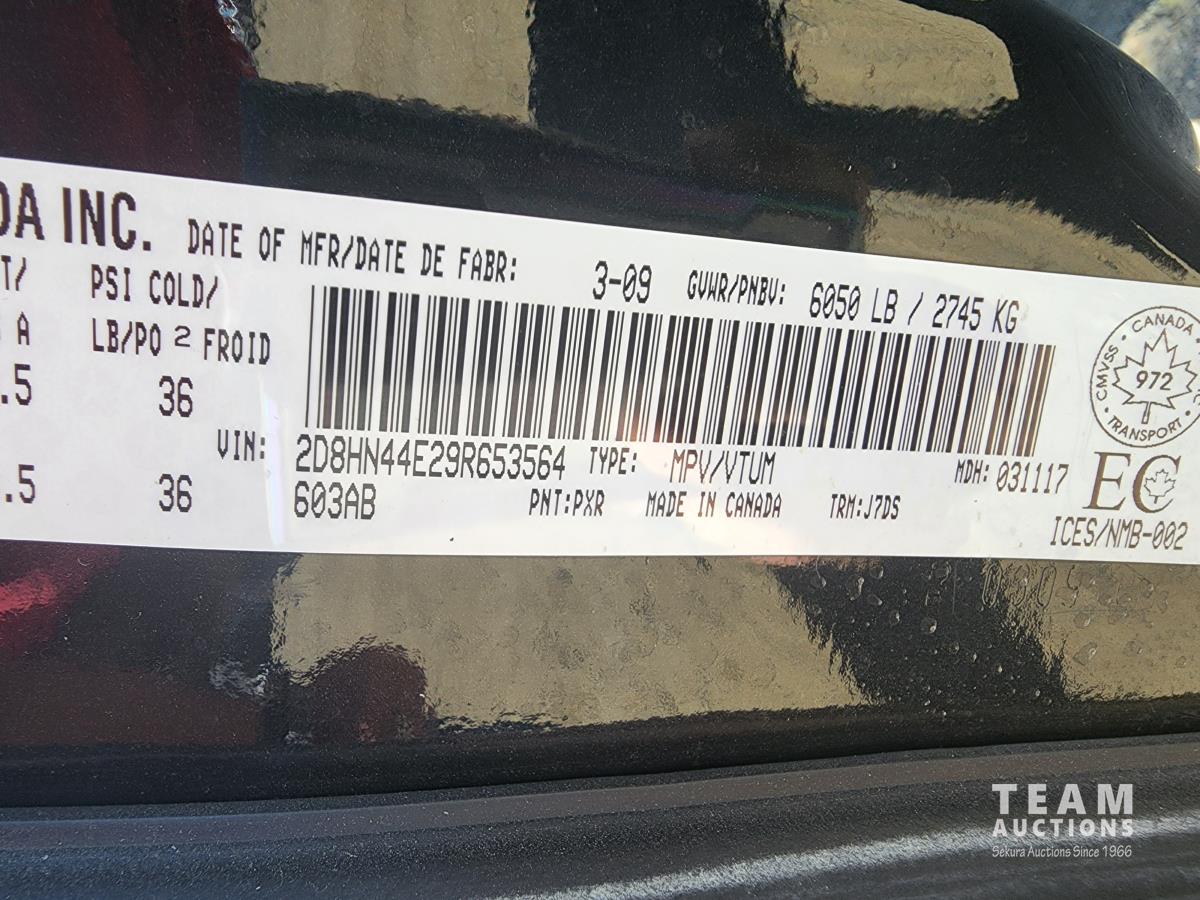 DA INC. DATE OF MFR/DATE DE FABR: 3-09 GVWR/PNBV: 6050 LB / 2745 KG
T/ PSI COLD/
A LB/PO 2 FROID
.5 36
VIN: 2D8HN44E29R653564 TYPE: MPV/VTUM MDH: 031117
.5 36 603AB PNT:PXR MADE IN CANADA TRM:J7DS
CANADA
CMVSS 972
TRANSPORT
EC
ICES/NMB-002
TEAM
AUCTIONS
Sekura Auctions Since 1966